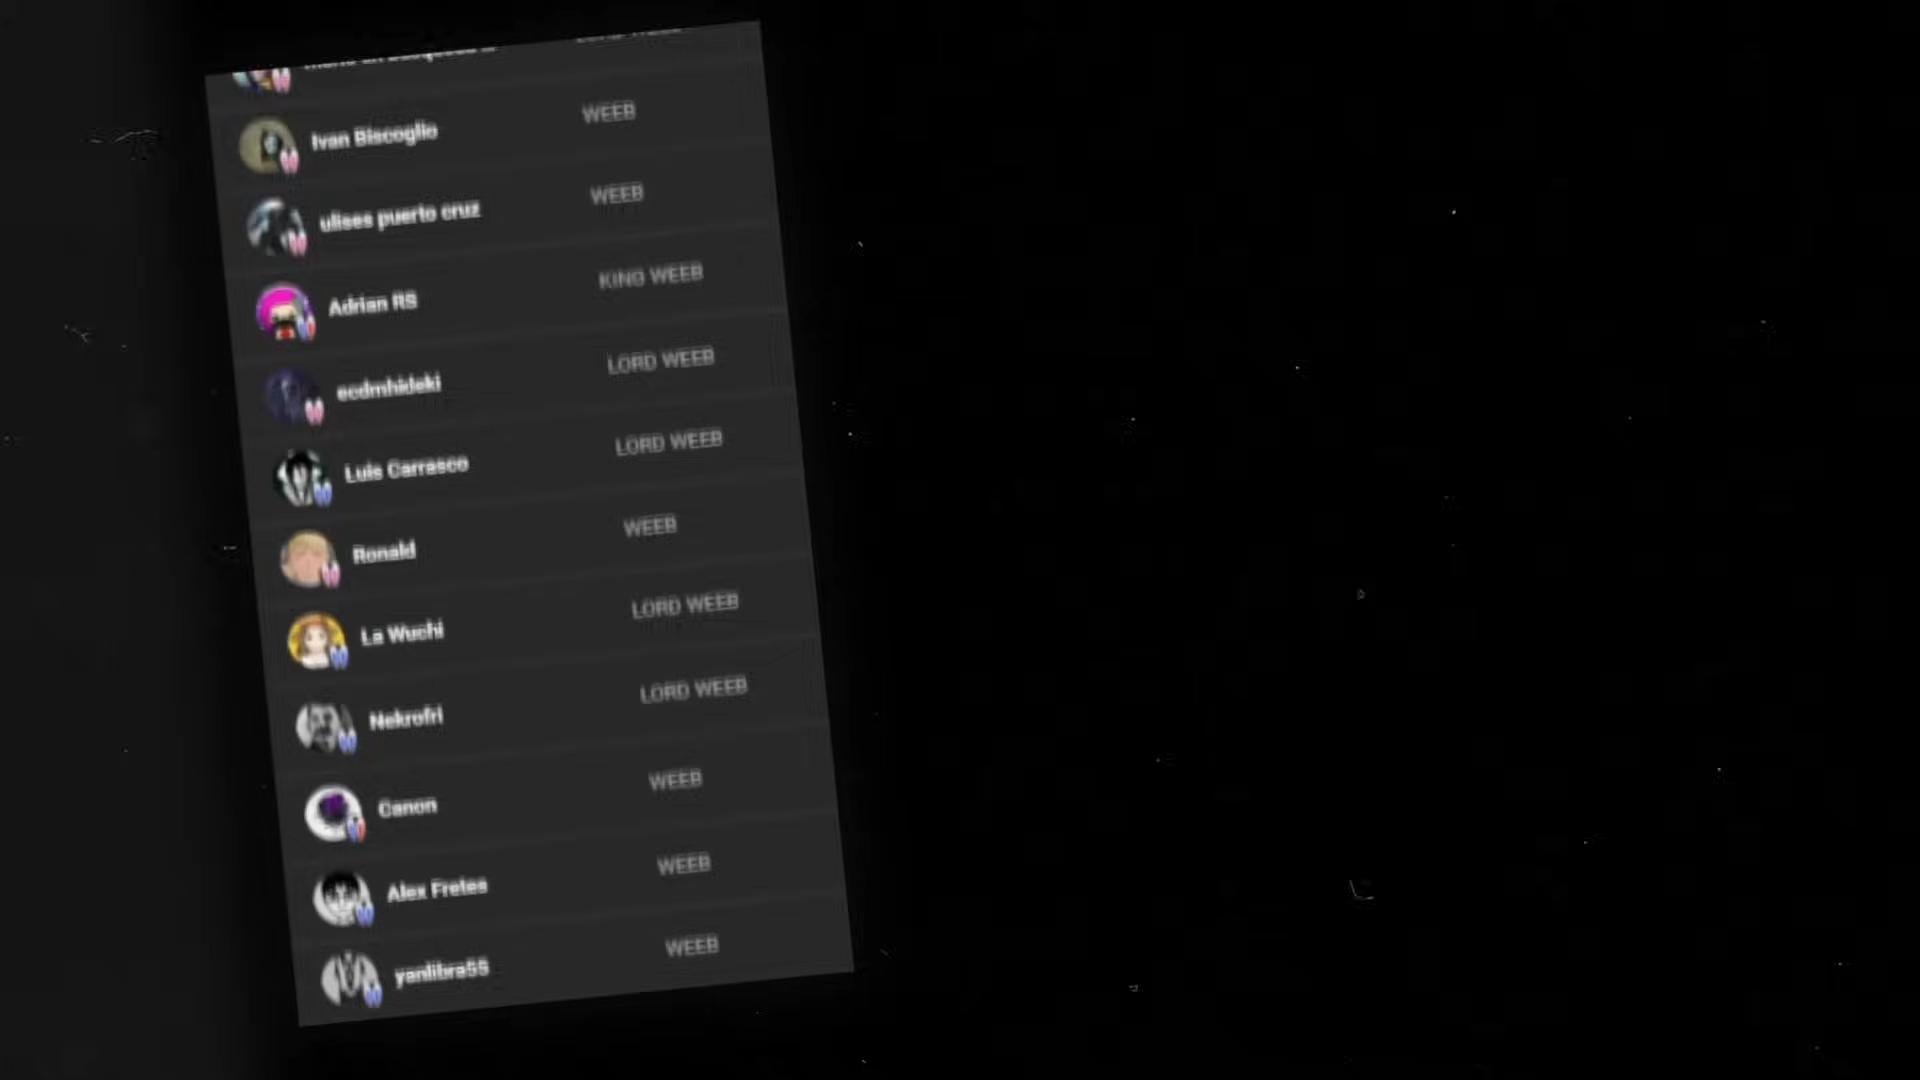 Ivan Biscoglio WEEB
ulises puerto cruz WEEB
Adrian RS KING WEEB
ecdmhideki LORD WEEB
Luis Carrasco LORD WEEB
Ronald WEEB
La Wuchi LORD WEEB
Nekrofri LORD WEEB
Canon WEEB
Alex Fretes WEEB
yanlibra55 WEEB